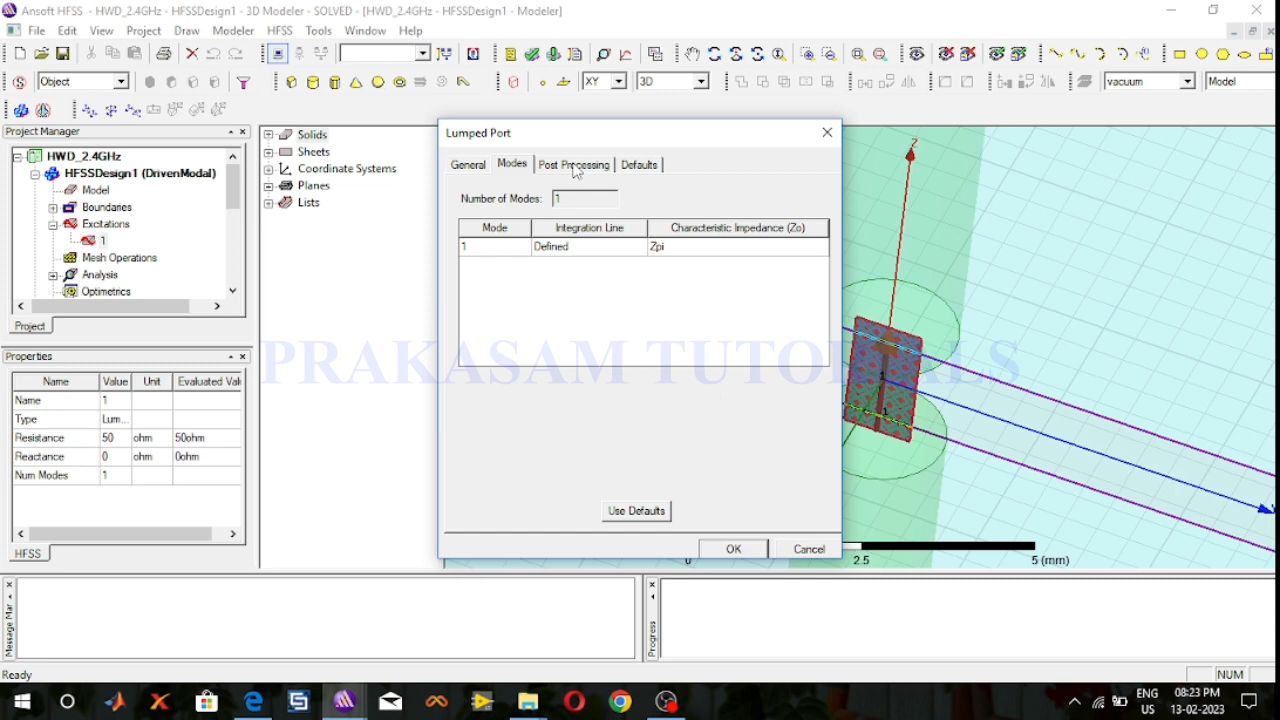 Ansoft HFSS - HWD_2.4GHz - HFSSDesign1 - 3D Modeler - SOLVED - [HWD_2.4GHz - HFSSDesign1 - Modeler]
File Edit View Project Draw Modeler HFSS Tools Window Help
Object XY 3D vacuum Model
Project Manager
HWD_2.4GHz
HFSSDesign1 (DrivenModal)
Model
Boundaries
Excitations
1
Mesh Operations
Analysis
Optimetrics
Project
Properties
Name Value Unit Evaluated Val
Name 1
Type Lum...
Resistance 50 ohm 50ohm
Reactance 0 ohm 0ohm
Num Modes 1
HFSS
Solids
Sheets
Coordinate Systems
Planes
Lists
Lumped Port
General Modes Post Processing Defaults
Number of Modes: 1
Mode Integration Line Characteristic Impedance (Zo)
1 Defined Zpi
Use Defaults
OK Cancel
PRAKASAM TUTORIALS
Z
1
1
0 2.5 5 (mm)
Message Mar
Progress
Ready
NUM
ENG
US
08:23 PM
13-02-2023